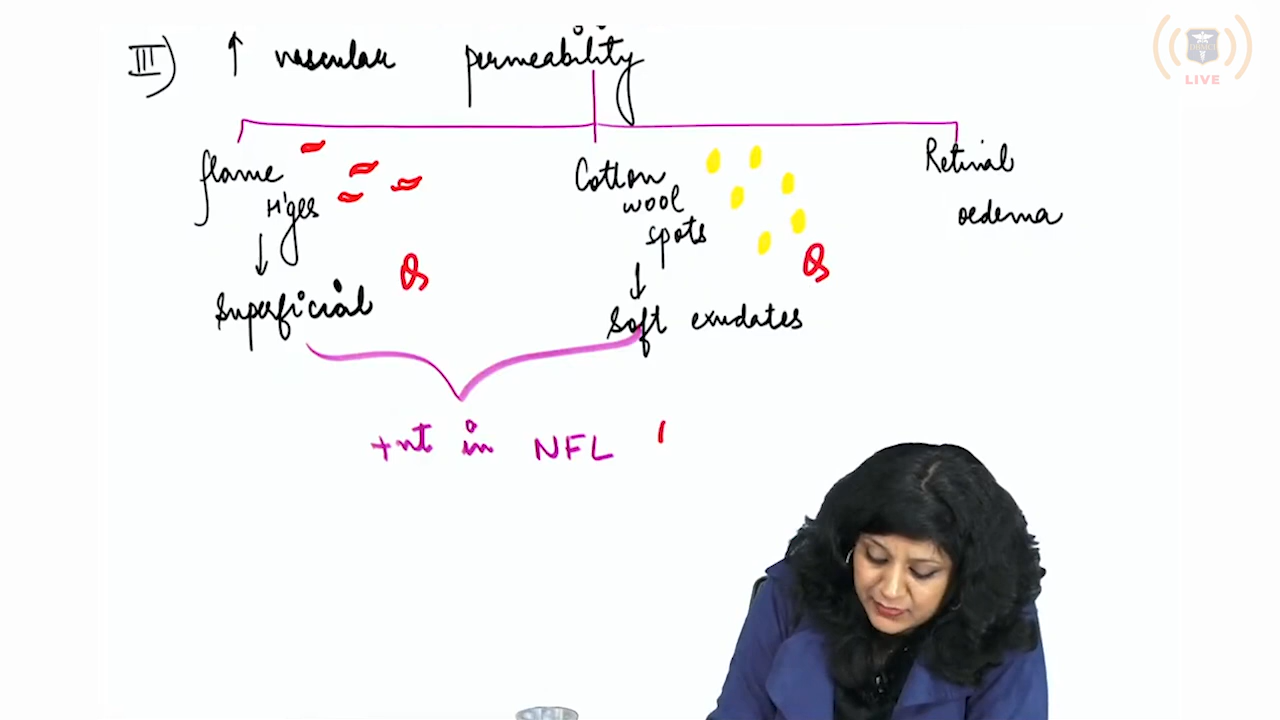 III) ↑ vascular permeability
flame
H'ges
↓
Superficial
Cotton
wool
spots
↓
Soft exudates
Retinal
oedema
+nt in NFL
LIVE